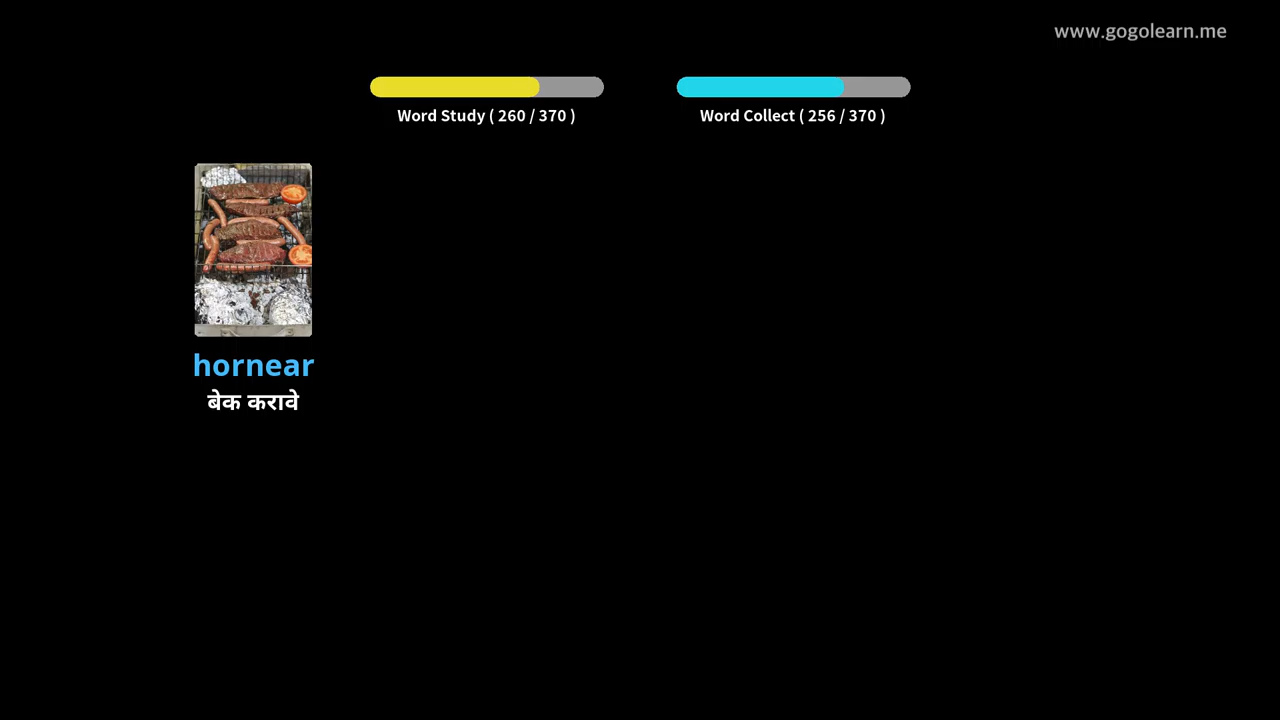 www.gogolearn.me
Word Study ( 260 / 370 )
Word Collect ( 256 / 370 )
hornear
बेक करावे